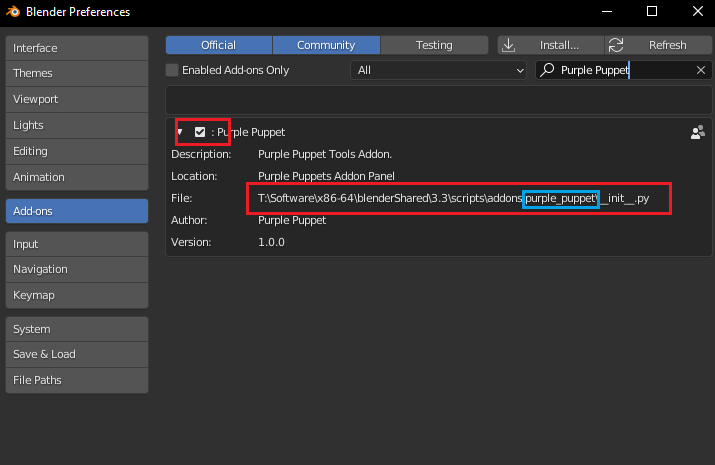 Blender Preferences
Interface
Themes
Viewport
Lights
Editing
Animation
Add-ons
Input
Navigation
Keymap
System
Save & Load
File Paths
Official Community Testing Install... Refresh
Enabled Add-ons Only All Purple Puppet
: Purple Puppet
Description: Purple Puppet Tools Addon.
Location: Purple Puppets Addon Panel
File: T:\Software\x86-64\blenderShared\3.3\scripts\addons\purple_puppet\__init__.py
Author: Purple Puppet
Version: 1.0.0